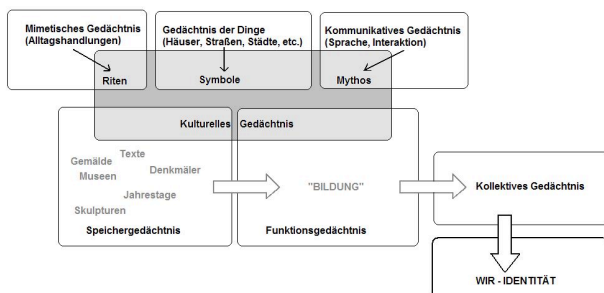 Mimetisches Gedächtnis
(Alltagshandlungen)
Gedächtnis der Dinge
(Häuser, Straßen, Städte, etc.)
Kommunikatives Gedächtnis
(Sprache, Interaktion)
Riten
Symbole
Mythos
Kulturelles Gedächtnis
Texte
Gemälde
Museen
Denkmäler
Jahrestage
Skulpturen
Speichergedächtnis
"BILDUNG"
Funktionsgedächtnis
Kollektives Gedächtnis
WIR - IDENTITÄT